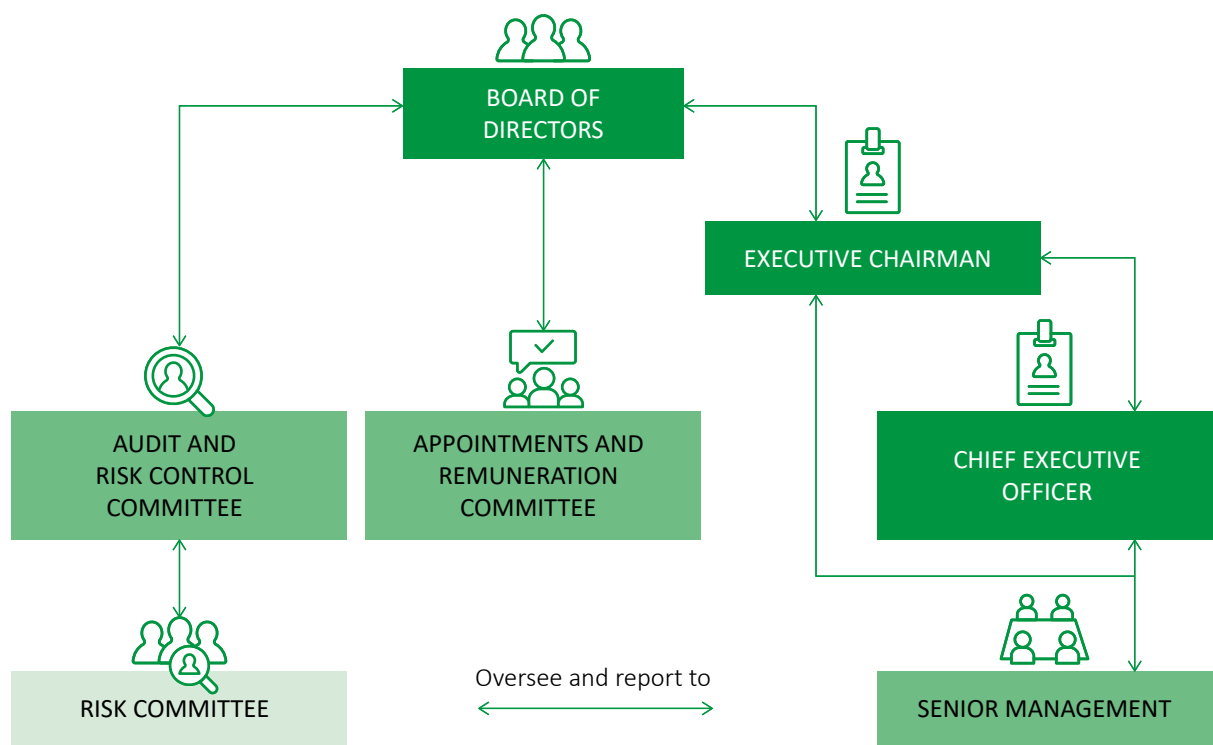 BOARD OF
DIRECTORS
EXECUTIVE CHAIRMAN
AUDIT AND
RISK CONTROL
COMMITTEE
APPOINTMENTS AND
REMUNERATION
COMMITTEE
CHIEF EXECUTIVE
OFFICER
RISK COMMITTEE
Oversee and report to
SENIOR MANAGEMENT